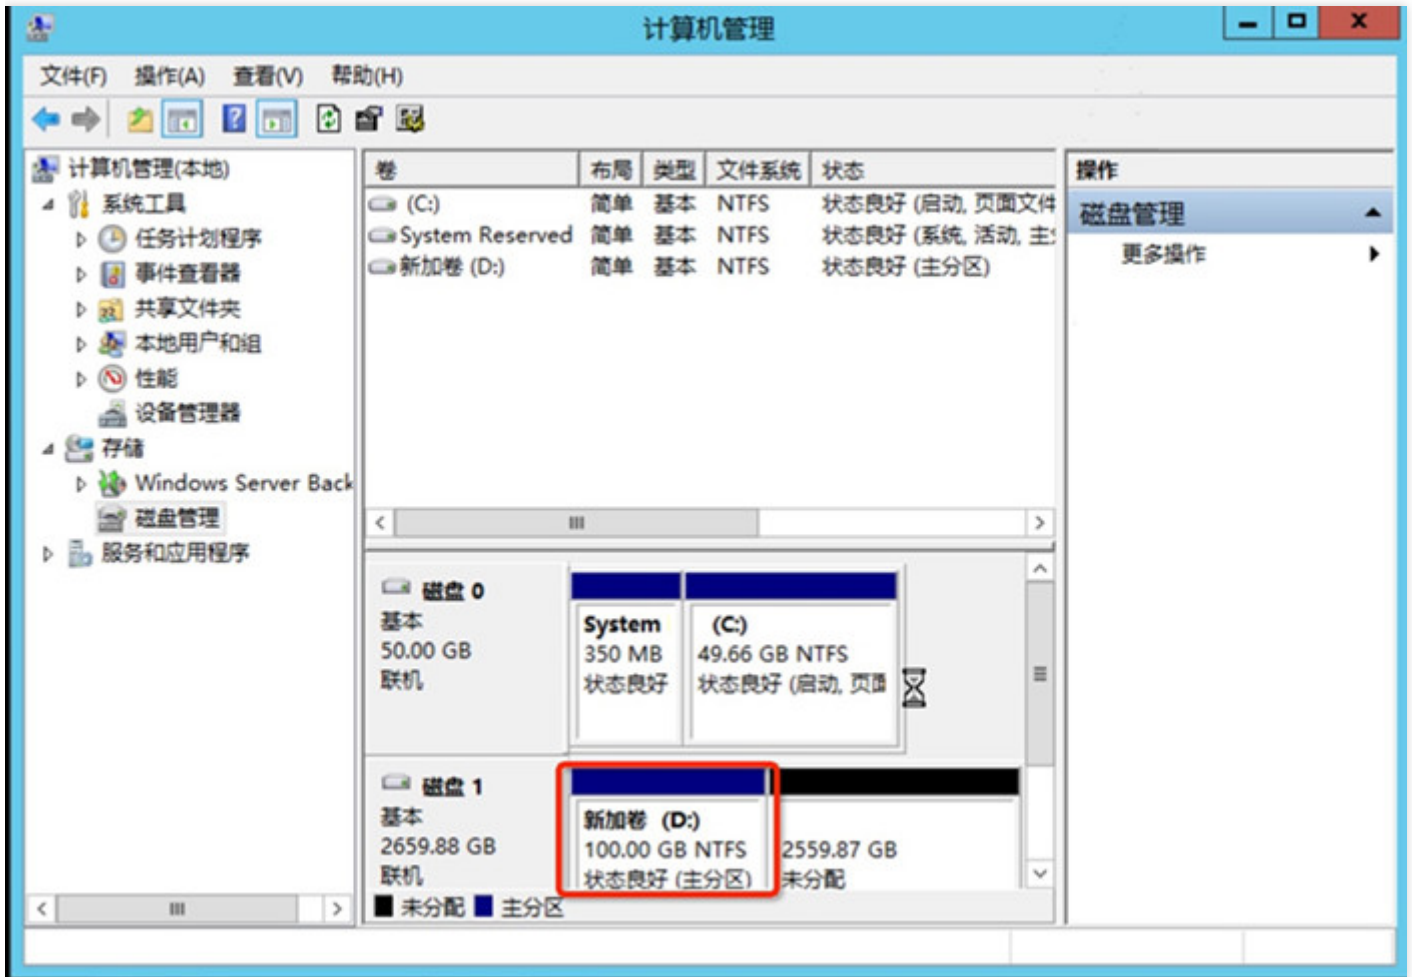 计算机管理
文件(F) 操作(A) 查看(V) 帮助(H)
计算机管理(本地)
系统工具
任务计划程序
事件查看器
共享文件夹
本地用户和组
性能
设备管理器
存储
Windows Server Back
磁盘管理
服务和应用程序
卷 布局 类型 文件系统 状态
(C:) 简单 基本 NTFS 状态良好 (启动, 页面文件
System Reserved 简单 基本 NTFS 状态良好 (系统, 活动, 主
新加卷 (D:) 简单 基本 NTFS 状态良好 (主分区)
磁盘 0
基本
50.00 GB
联机
System
350 MB
状态良好
(C:)
49.66 GB NTFS
状态良好 (启动, 页面
磁盘 1
基本
2659.88 GB
联机
新加卷 (D:)
100.00 GB NTFS
状态良好 (主分区)
2559.87 GB
未分配
未分配 主分区
操作
磁盘管理
更多操作